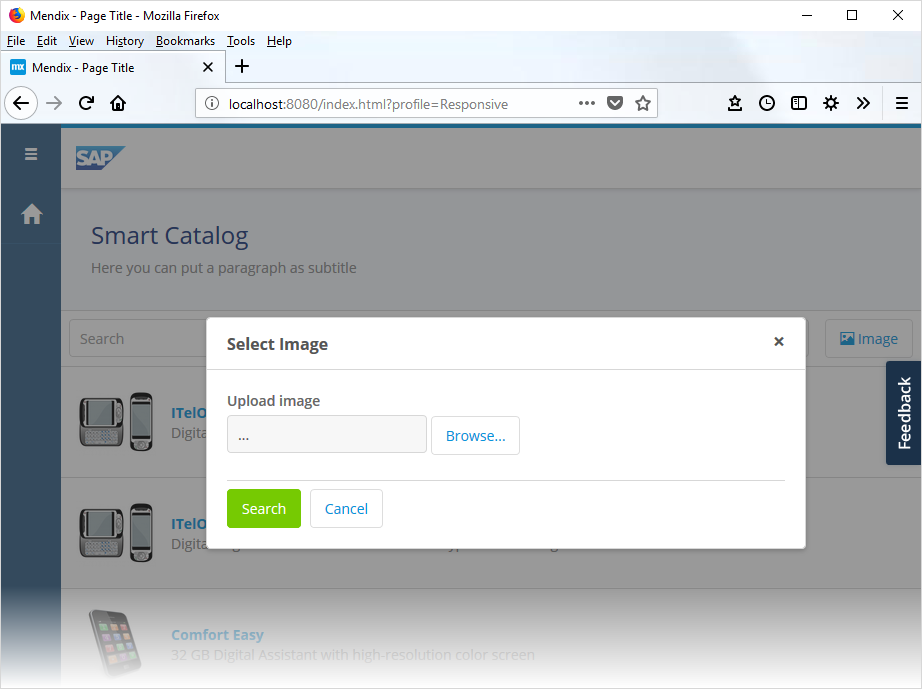 Mendix - Page Title - Mozilla Firefox
File Edit View History Bookmarks Tools Help
mx Mendix - Page Title
localhost:8080/index.html?profile=Responsive
SAP
Smart Catalog
Here you can put a paragraph as subtitle
Search
Image
Select Image
Upload image
...
Browse...
Search Cancel
Feedback
ITelO
Digita
ITelO
Digita
Comfort Easy
32 GB Digital Assistant with high-resolution color screen